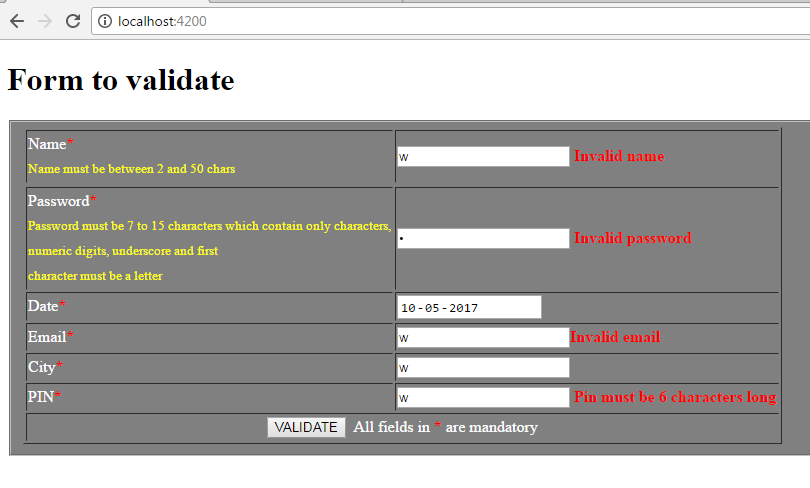 localhost:4200
Form to validate
Name*
Name must be between 2 and 50 chars
w Invalid name
Password*
Password must be 7 to 15 characters which contain only characters,
numeric digits, underscore and first
character must be a letter
• Invalid password
Date*
10-05-2017
Email*
w Invalid email
City*
w
PIN*
w Pin must be 6 characters long
VALIDATE All fields in * are mandatory